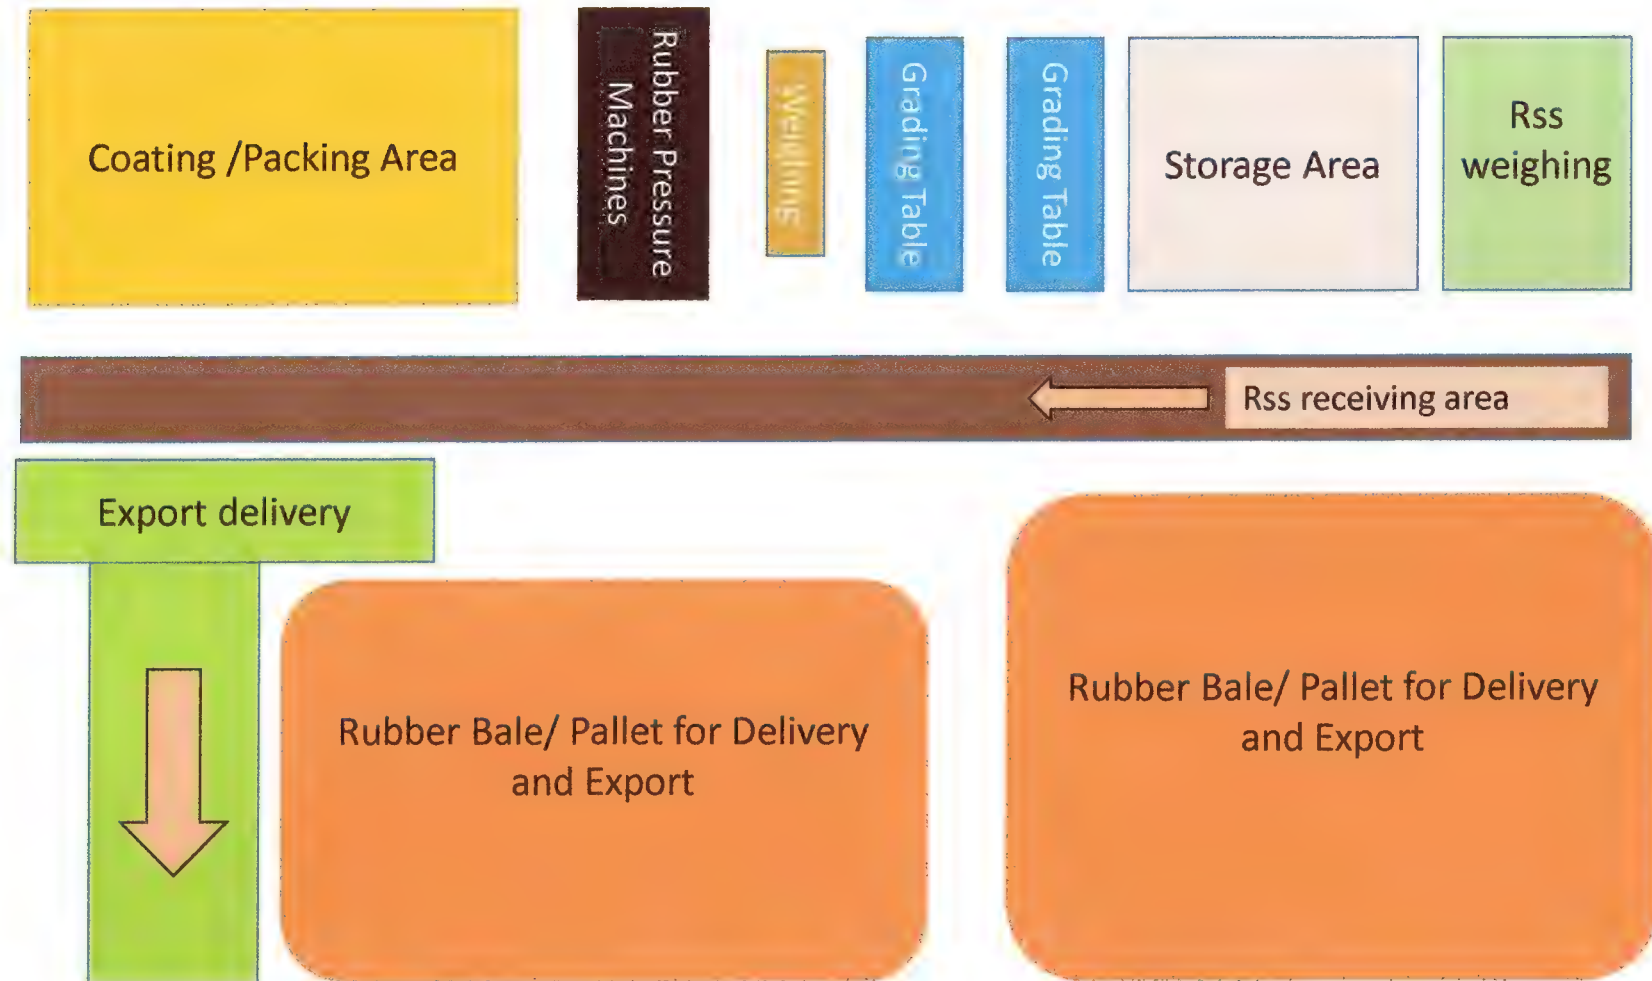 Coating /Packing Area
Rubber Pressure
Machines
Weighing
Grading Table
Grading Table
Storage Area
Rss
weighing
Rss receiving area
Export delivery
Rubber Bale/ Pallet for Delivery
and Export
Rubber Bale/ Pallet for Delivery
and Export